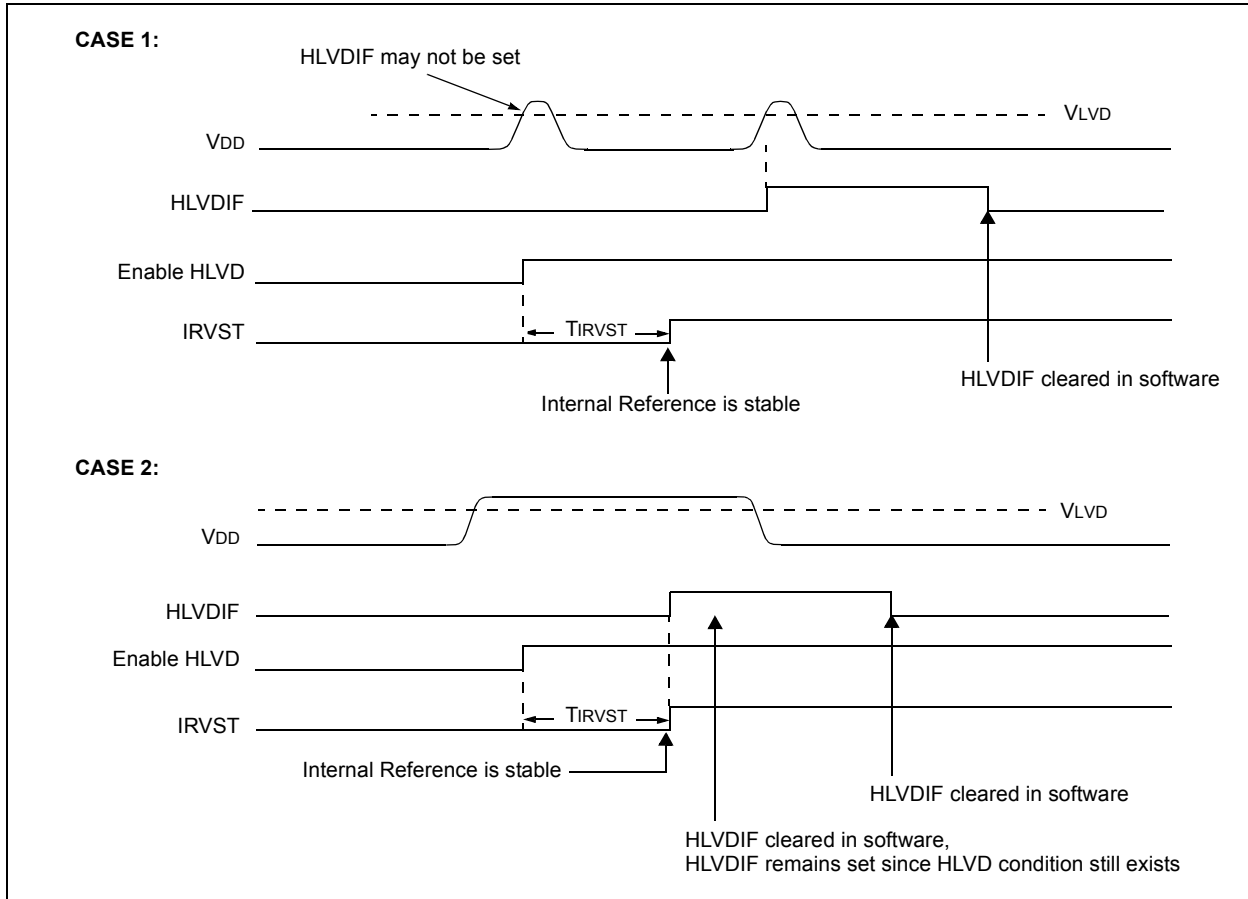 CASE 1:
HLVDIF may not be set
VLVD
VDD
HLVDIF
Enable HLVD
TIRVST
IRVST
HLVDIF cleared in software
Internal Reference is stable
CASE 2:
VLVD
VDD
HLVDIF
Enable HLVD
TIRVST
IRVST
Internal Reference is stable
HLVDIF cleared in software
HLVDIF cleared in software,
HLVDIF remains set since HLVD condition still exists